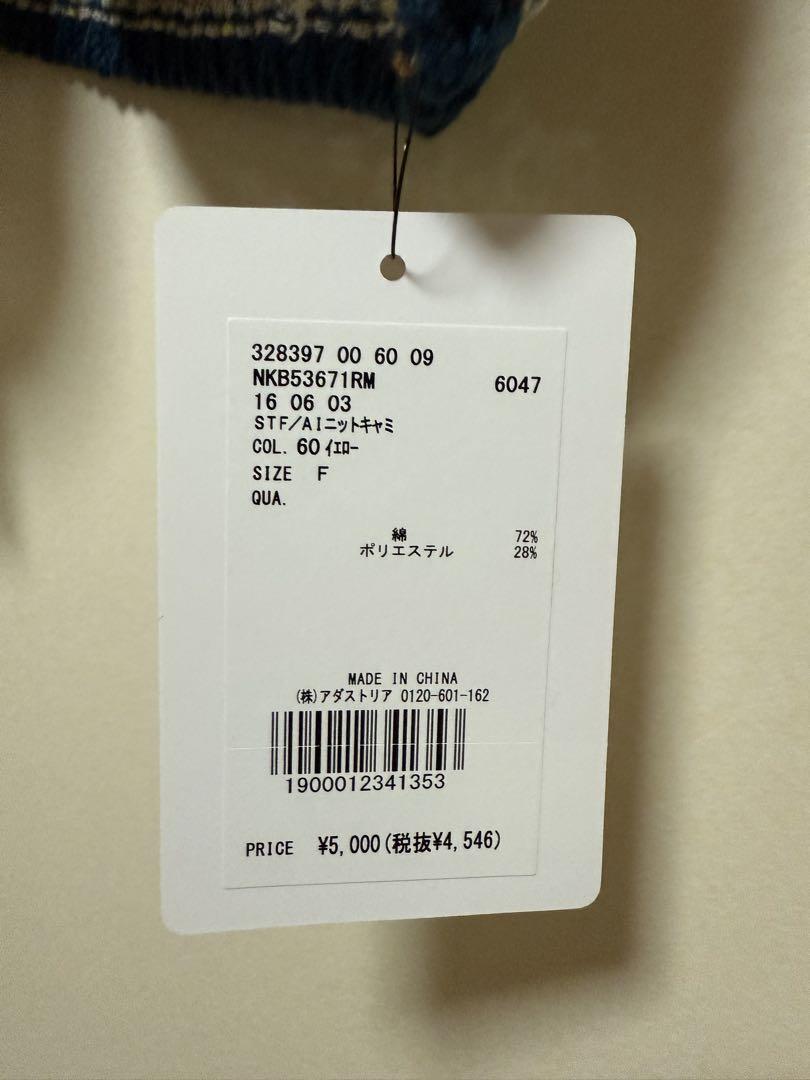 328397 00 60 09
NKB53671RM 6047
16 06 03
STF/AIニットキャミ
COL. 60 ｲｴﾛｰ
SIZE F
QUA.
綿 72%
ポリエステル 28%
MADE IN CHINA
(株)アダストリア 0120-601-162
1900012341353
PRICE ¥5,000(税抜¥4,546)